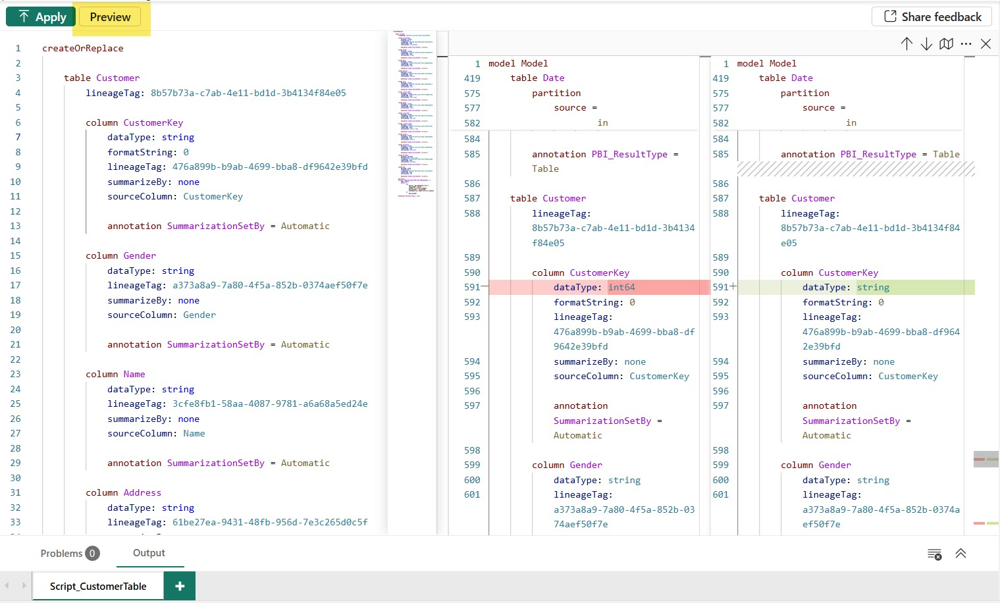 Apply
Preview
Share feedback
1 createOrReplace
2
3 table Customer
4 lineageTag: 8b57b73a-c7ab-4e11-bd1d-3b4134f84e05
5
6 column CustomerKey
7 dataType: string
8 formatString: 0
9 lineageTag: 476a899b-b9ab-4699-bba8-df9642e39bfd
10 summarizeBy: none
11 sourceColumn: CustomerKey
12
13 annotation SummarizationSetBy = Automatic
14
15 column Gender
16 dataType: string
17 lineageTag: a373a8a9-7a80-4f5a-852b-0374aef50f7e
18 summarizeBy: none
19 sourceColumn: Gender
20
21 annotation SummarizationSetBy = Automatic
22
23 column Name
24 dataType: string
25 lineageTag: 3cfe8fb1-58aa-4087-9781-a6a68a5ed24e
26 summarizeBy: none
27 sourceColumn: Name
28
29 annotation SummarizationSetBy = Automatic
30
31 column Address
32 dataType: string
33 lineageTag: 61be27ea-9431-48fb-956d-7e3c265d0c5f
1 model Model
419 table Date
575 partition
577 source =
582 in
584
585 annotation PBI_ResultType =
Table
586
587 table Customer
588 lineageTag:
8b57b73a-c7ab-4e11-bd1d-3b4134
f84e05
589
590 column CustomerKey
591— dataType: int64
592 formatString: 0
593 lineageTag:
476a899b-b9ab-4699-bba8-df
9642e39bfd
594 summarizeBy: none
595 sourceColumn: CustomerKey
596
597 annotation
SummarizationSetBy =
Automatic
598
599 column Gender
600 dataType: string
601 lineageTag:
a373a8a9-7a80-4f5a-852b-03
74aef50f7e
1 model Model
419 table Date
575 partition
577 source =
582 in
584
585 annotation PBI_ResultType = Table
586
587 table Customer
588 lineageTag:
8b57b73a-c7ab-4e11-bd1d-3b4134f84
e05
589
590 column CustomerKey
591+ dataType: string
592 formatString: 0
593 lineageTag:
476a899b-b9ab-4699-bba8-df964
2e39bfd
594 summarizeBy: none
595 sourceColumn: CustomerKey
596
597 annotation
SummarizationSetBy =
Automatic
598
599 column Gender
600 dataType: string
601 lineageTag:
a373a8a9-7a80-4f5a-852b-0374a
ef50f7e
Problems 0
Output
Script_CustomerTable
+